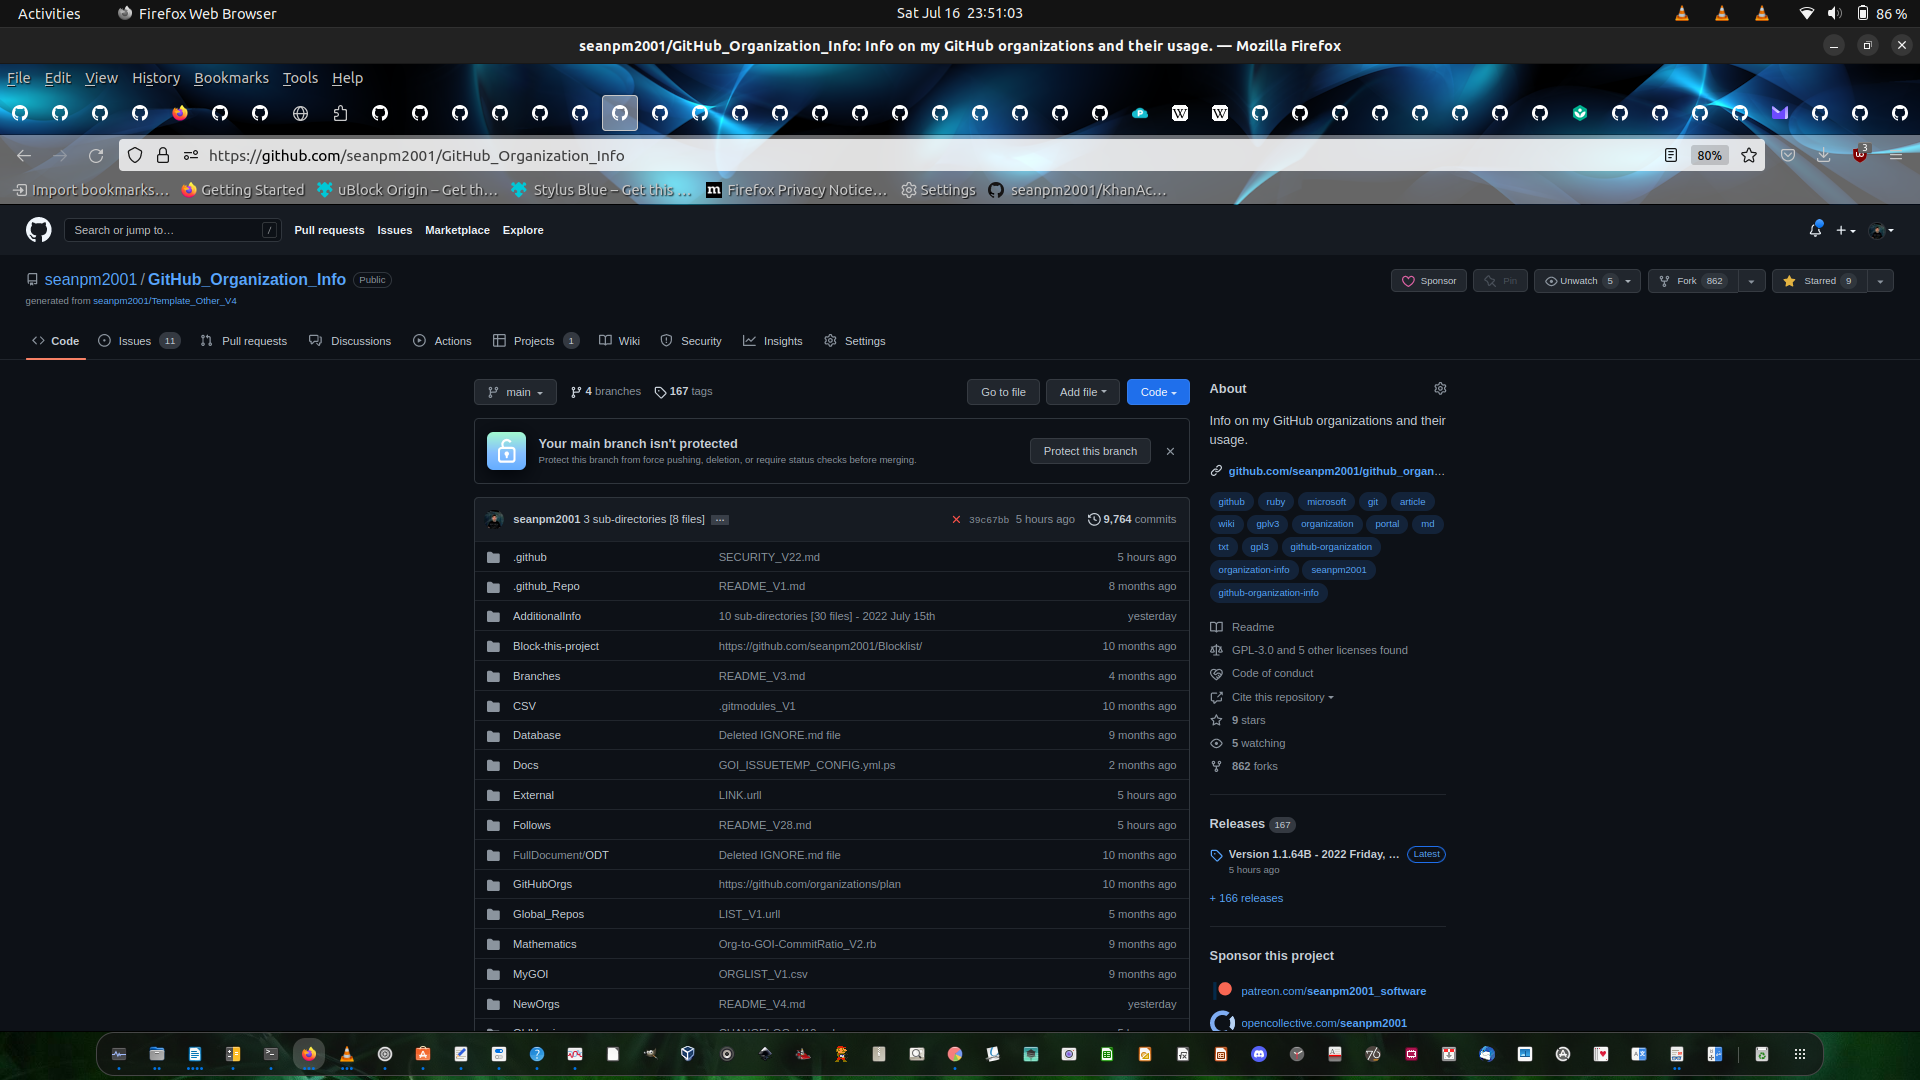 Activities
Firefox Web Browser
Sat Jul 16 23:51:03
86 %
seanpm2001/GitHub_Organization_Info: Info on my GitHub organizations and their usage. — Mozilla Firefox
File Edit View History Bookmarks Tools Help
https://github.com/seanpm2001/GitHub_Organization_Info
80%
3
Import bookmarks… Getting Started uBlock Origin – Get th… Stylus Blue – Get this … Firefox Privacy Notice… Settings seanpm2001/KhanAc…
Search or jump to… /
Pull requests Issues Marketplace Explore
seanpm2001 / GitHub_Organization_Info Public
generated from seanpm2001/Template_Other_V4
Sponsor Pin Unwatch 5 Fork 862 Starred 9
Code Issues 11 Pull requests Discussions Actions Projects 1 Wiki Security Insights Settings
main 4 branches 167 tags
Go to file Add file Code
Your main branch isn't protected
Protect this branch from force pushing, deletion, or require status checks before merging.
Protect this branch
seanpm2001 3 sub-directories [8 files] … 39c67bb 5 hours ago 9,764 commits
.github SECURITY_V22.md 5 hours ago
.github_Repo README_V1.md 8 months ago
AdditionalInfo 10 sub-directories [30 files] - 2022 July 15th yesterday
Block-this-project https://github.com/seanpm2001/Blocklist/ 10 months ago
Branches README_V3.md 4 months ago
CSV .gitmodules_V1 10 months ago
Database Deleted IGNORE.md file 9 months ago
Docs GOI_ISSUETEMP_CONFIG.yml.ps 2 months ago
External LINK.urll 5 hours ago
Follows README_V28.md 5 hours ago
FullDocument/ODT Deleted IGNORE.md file 10 months ago
GitHubOrgs https://github.com/organizations/plan 10 months ago
Global_Repos LIST_V1.urll 5 months ago
Mathematics Org-to-GOI-CommitRatio_V2.rb 9 months ago
MyGOI ORGLIST_V1.csv 9 months ago
NewOrgs README_V4.md yesterday
About
Info on my GitHub organizations and their
usage.
github.com/seanpm2001/github_organ…
github ruby microsoft git article
wiki gplv3 organization portal md
txt gpl3 github-organization
organization-info seanpm2001
github-organization-info
Readme
GPL-3.0 and 5 other licenses found
Code of conduct
Cite this repository
9 stars
5 watching
862 forks
Releases 167
Version 1.1.64B - 2022 Friday, … Latest
5 hours ago
+ 166 releases
Sponsor this project
patreon.com/seanpm2001_software
opencollective.com/seanpm2001